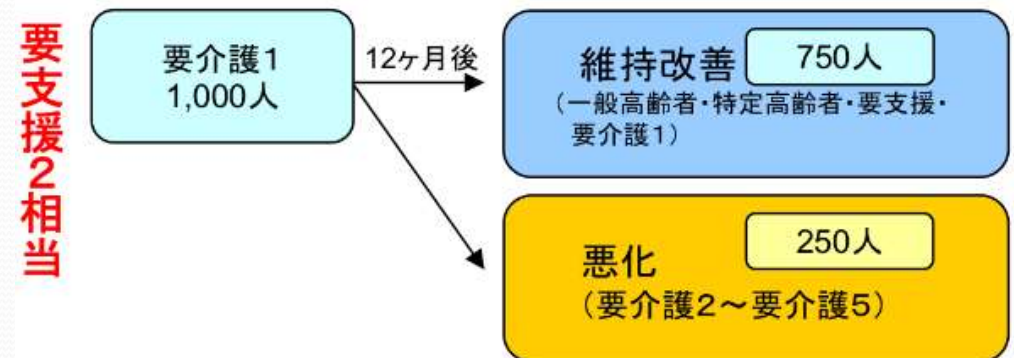 要支援2相当
要介護1
1,000人
12ヶ月後
維持改善
750人
（一般高齢者・特定高齢者・要支援・
要介護1）
悪化
250人
（要介護2～要介護5）